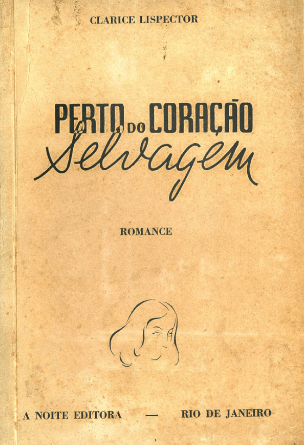 CLARICE LISPECTOR
PERTO DO CORAÇÃO
Selvagem
ROMANCE
A NOITE EDITORA — RIO DE JANEIRO